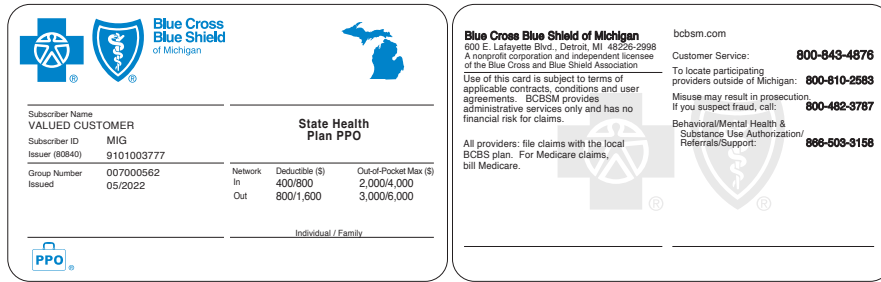 Blue Cross
Blue Shield
of Michigan
®
®
Subscriber Name
VALUED CUSTOMER
Subscriber ID MIG
Issuer (80840) 9101003777
Group Number 007000562
Issued 05/2022
State Health
Plan PPO
Network Deductible ($) Out-of-Pocket Max ($)
In 400/800 2,000/4,000
Out 800/1,600 3,000/6,000
Individual / Family
PPO ®
Blue Cross Blue Shield of Michigan
600 E. Lafayette Blvd., Detroit, MI 48226-2998
A nonprofit corporation and independent licensee
of the Blue Cross and Blue Shield Association
Use of this card is subject to terms of
applicable contracts, conditions and user
agreements. BCBSM provides
administrative services only and has no
financial risk for claims.
All providers: file claims with the local
BCBS plan. For Medicare claims,
bill Medicare.
bcbsm.com
Customer Service: 800-843-4876
To locate participating
providers outside of Michigan: 800-810-2583
Misuse may result in prosecution.
If you suspect fraud, call: 800-482-3787
Behavioral/Mental Health &
Substance Use Authorization/
Referrals/Support: 866-503-3158
®
®